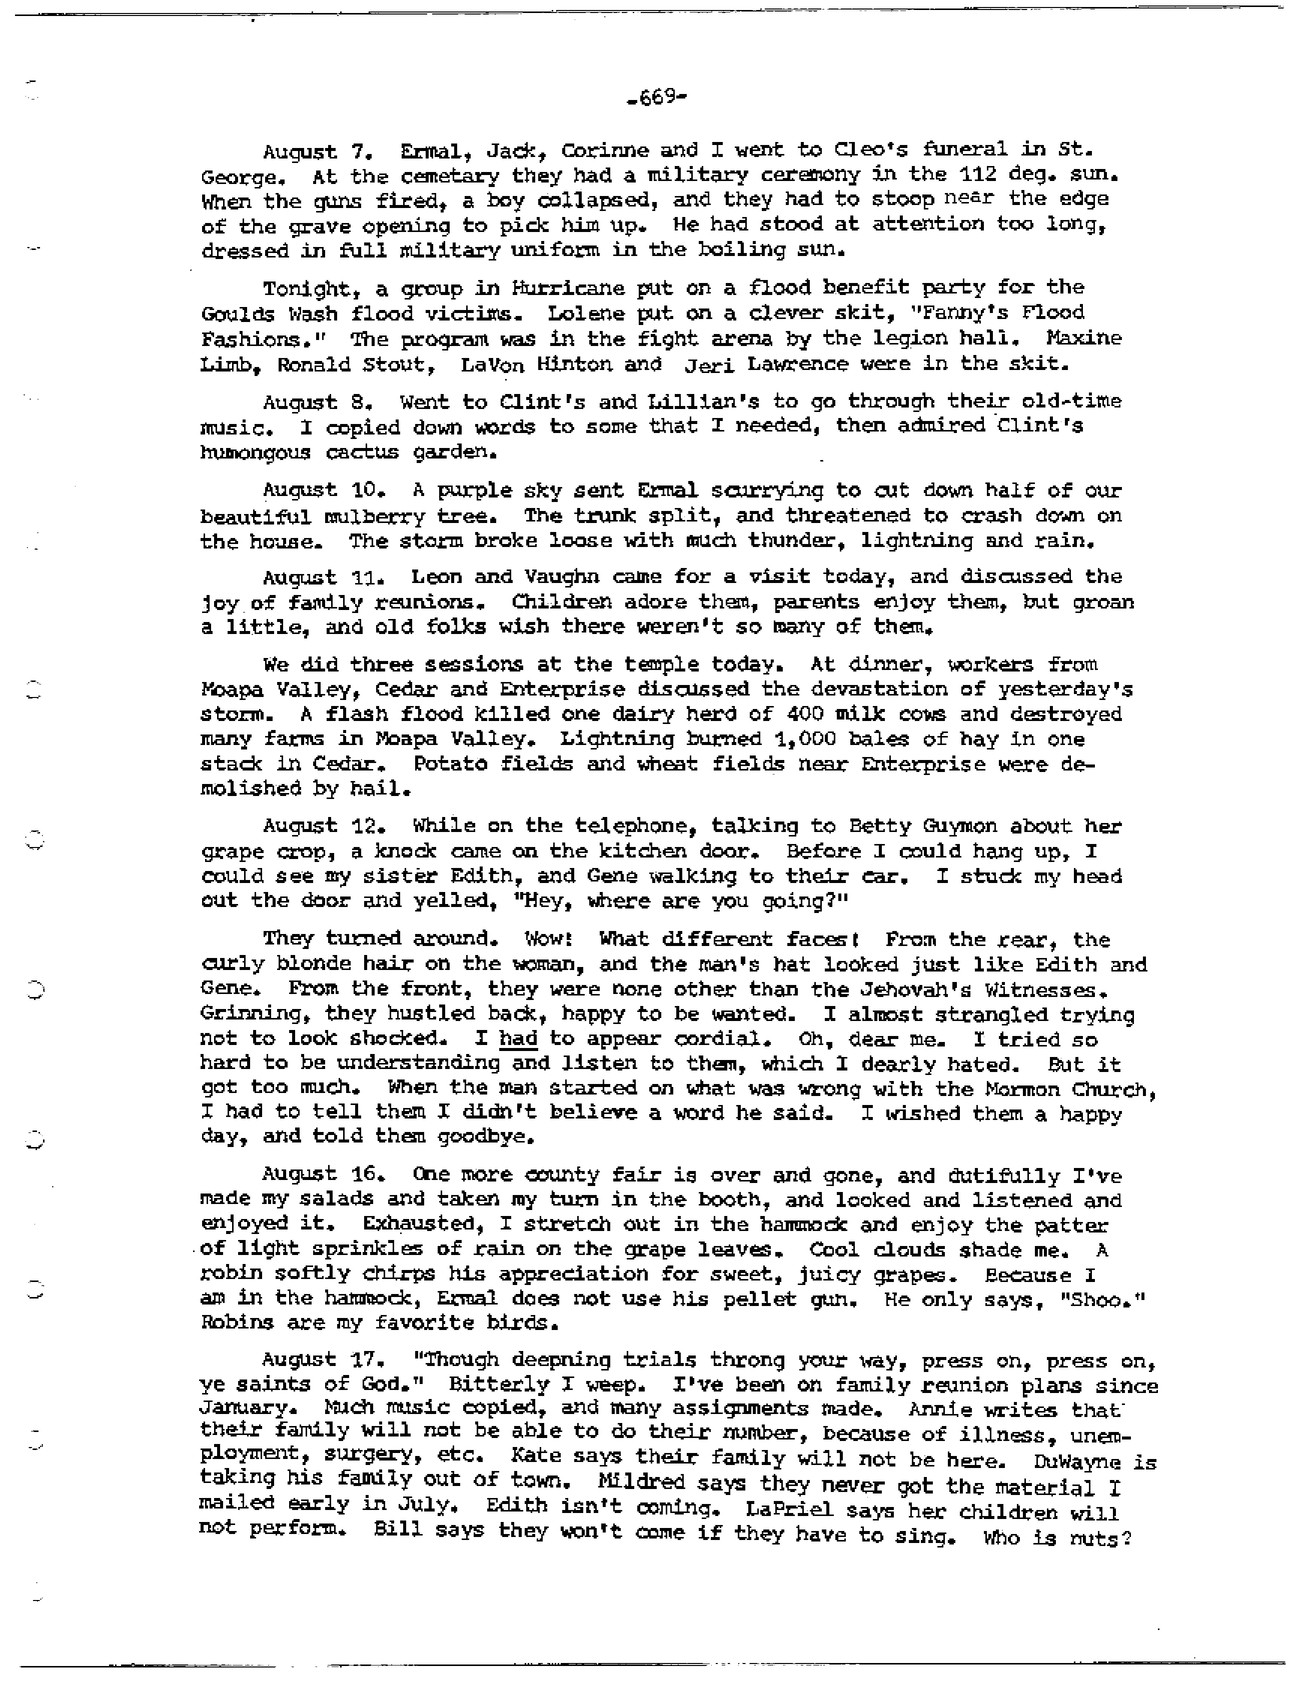 -669-
August 7. Ermal, Jack, Corinne and I went to Cleo's funeral in St.
George. At the cemetary they had a military ceremony in the 112 deg. sun.
When the guns fired, a boy collapsed, and they had to stoop near the edge
of the grave opening to pick him up. He had stood at attention too long,
dressed in full military uniform in the boiling sun.
Tonight, a group in Hurricane put on a flood benefit party for the
Goulds Wash flood victims. Lolene put on a clever skit, "Fanny's Flood
Fashions." The program was in the fight arena by the legion hall. Maxine
Limb, Ronald Stout, LaVon Hinton and Jeri Lawrence were in the skit.
August 8. Went to Clint's and Lillian's to go through their old-time
music. I copied down words to some that I needed, then admired Clint's
humongous cactus garden.
August 10. A purple sky sent Ermal scurrying to cut down half of our
beautiful mulberry tree. The trunk split, and threatened to crash down on
the house. The storm broke loose with much thunder, lightning and rain.
August 11. Leon and Vaughn came for a visit today, and discussed the
joy of family reunions. Children adore them, parents enjoy them, but groan
a little, and old folks wish there weren't so many of them.
We did three sessions at the temple today. At dinner, workers from
Moapa Valley, Cedar and Enterprise discussed the devastation of yesterday's
storm. A flash flood killed one dairy herd of 400 milk cows and destroyed
many farms in Moapa Valley. Lightning burned 1,000 bales of hay in one
stack in Cedar. Potato fields and wheat fields near Enterprise were de-
molished by hail.
August 12. While on the telephone, talking to Betty Guymon about her
grape crop, a knock came on the kitchen door. Before I could hang up, I
could see my sister Edith, and Gene walking to their car. I stuck my head
out the door and yelled, "Hey, where are you going?"
They turned around. Wow! What different faces! From the rear, the
curly blonde hair on the woman, and the man's hat looked just like Edith and
Gene. From the front, they were none other than the Jehovah's Witnesses.
Grinning, they hustled back, happy to be wanted. I almost strangled trying
not to look shocked. I had to appear cordial. Oh, dear me. I tried so
hard to be understanding and listen to them, which I dearly hated. But it
got too much. When the man started on what was wrong with the Mormon Church,
I had to tell them I didn't believe a word he said. I wished them a happy
day, and told them goodbye.
August 16. One more county fair is over and gone, and dutifully I've
made my salads and taken my turn in the booth, and looked and listened and
enjoyed it. Exhausted, I stretch out in the hammock and enjoy the patter
of light sprinkles of rain on the grape leaves. Cool clouds shade me. A
robin softly chirps his appreciation for sweet, juicy grapes. Because I
am in the hammock, Ermal does not use his pellet gun. He only says, "Shoo."
Robins are my favorite birds.
August 17. "Though deepning trials throng your way, press on, press on,
ye saints of God." Bitterly I weep. I've been on family reunion plans since
January. Much music copied, and many assignments made. Annie writes that
their family will not be able to do their number, because of illness, unem-
ployment, surgery, etc. Kate says their family will not be here. DuWayne is
taking his family out of town. Mildred says they never got the material I
mailed early in July. Edith isn't coming. LaPriel says her children will
not perform. Bill says they won't come if they have to sing. Who is nuts?